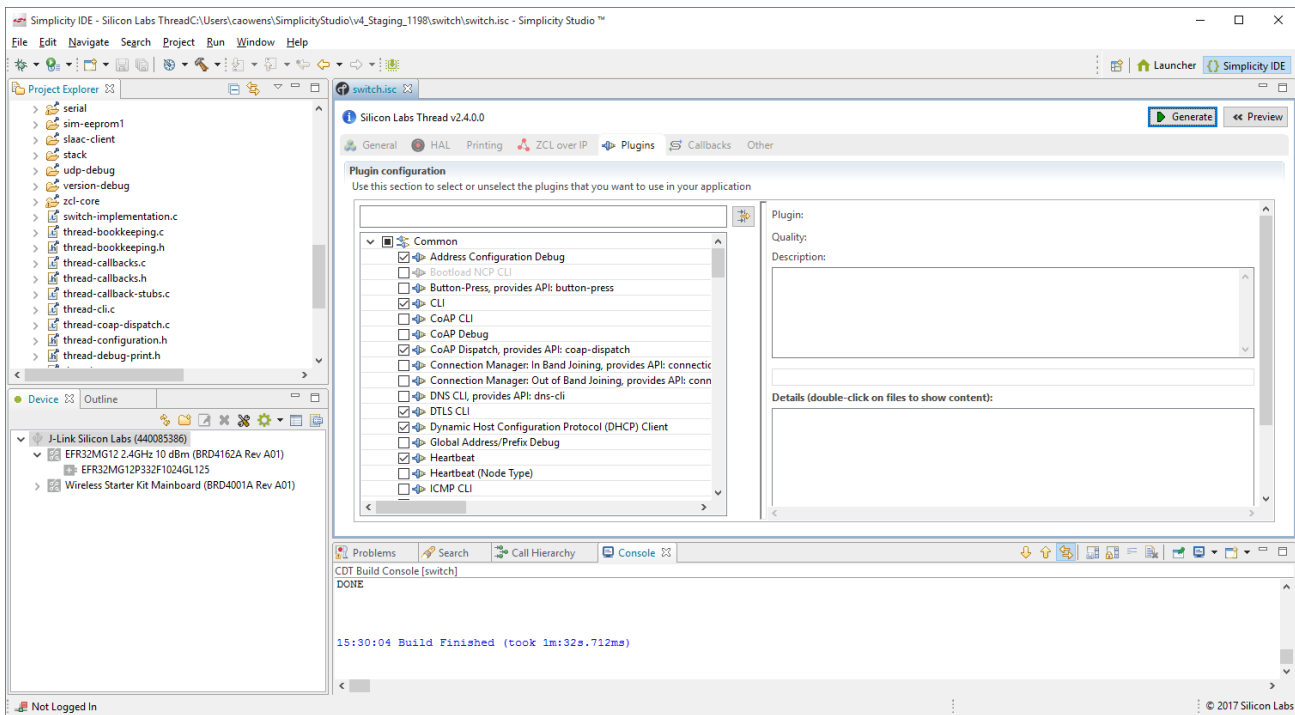 Simplicity IDE - Silicon Labs ThreadC:\Users\caowens\SimplicityStudio\v4_Staging_1198\switch\switch.isc - Simplicity Studio ™
File Edit Navigate Search Project Run Window Help
Launcher Simplicity IDE
Project Explorer
serial
sim-eeprom1
slaac-client
stack
udp-debug
version-debug
zcl-core
switch-implementation.c
thread-bookkeeping.c
thread-bookkeeping.h
thread-callbacks.c
thread-callbacks.h
thread-callback-stubs.c
thread-cli.c
thread-coap-dispatch.c
thread-configuration.h
thread-debug-print.h
Device Outline
J-Link Silicon Labs (440085386)
EFR32MG12 2.4GHz 10 dBm (BRD4162A Rev A01)
EFR32MG12P332F1024GL125
Wireless Starter Kit Mainboard (BRD4001A Rev A01)
switch.isc
Silicon Labs Thread v2.4.0.0
Generate Preview
General HAL Printing ZCL over IP Plugins Callbacks Other
Plugin configuration
Use this section to select or unselect the plugins that you want to use in your application
Common
Address Configuration Debug
Bootload NCP CLI
Button-Press, provides API: button-press
CLI
CoAP CLI
CoAP Debug
CoAP Dispatch, provides API: coap-dispatch
Connection Manager: In Band Joining, provides API: connectic
Connection Manager: Out of Band Joining, provides API: conn
DNS CLI, provides API: dns-cli
DTLS CLI
Dynamic Host Configuration Protocol (DHCP) Client
Global Address/Prefix Debug
Heartbeat
Heartbeat (Node Type)
ICMP CLI
Plugin:
Quality:
Description:
Details (double-click on files to show content):
Problems Search Call Hierarchy Console
CDT Build Console [switch]
DONE
15:30:04 Build Finished (took 1m:32s.712ms)
Not Logged In
© 2017 Silicon Labs